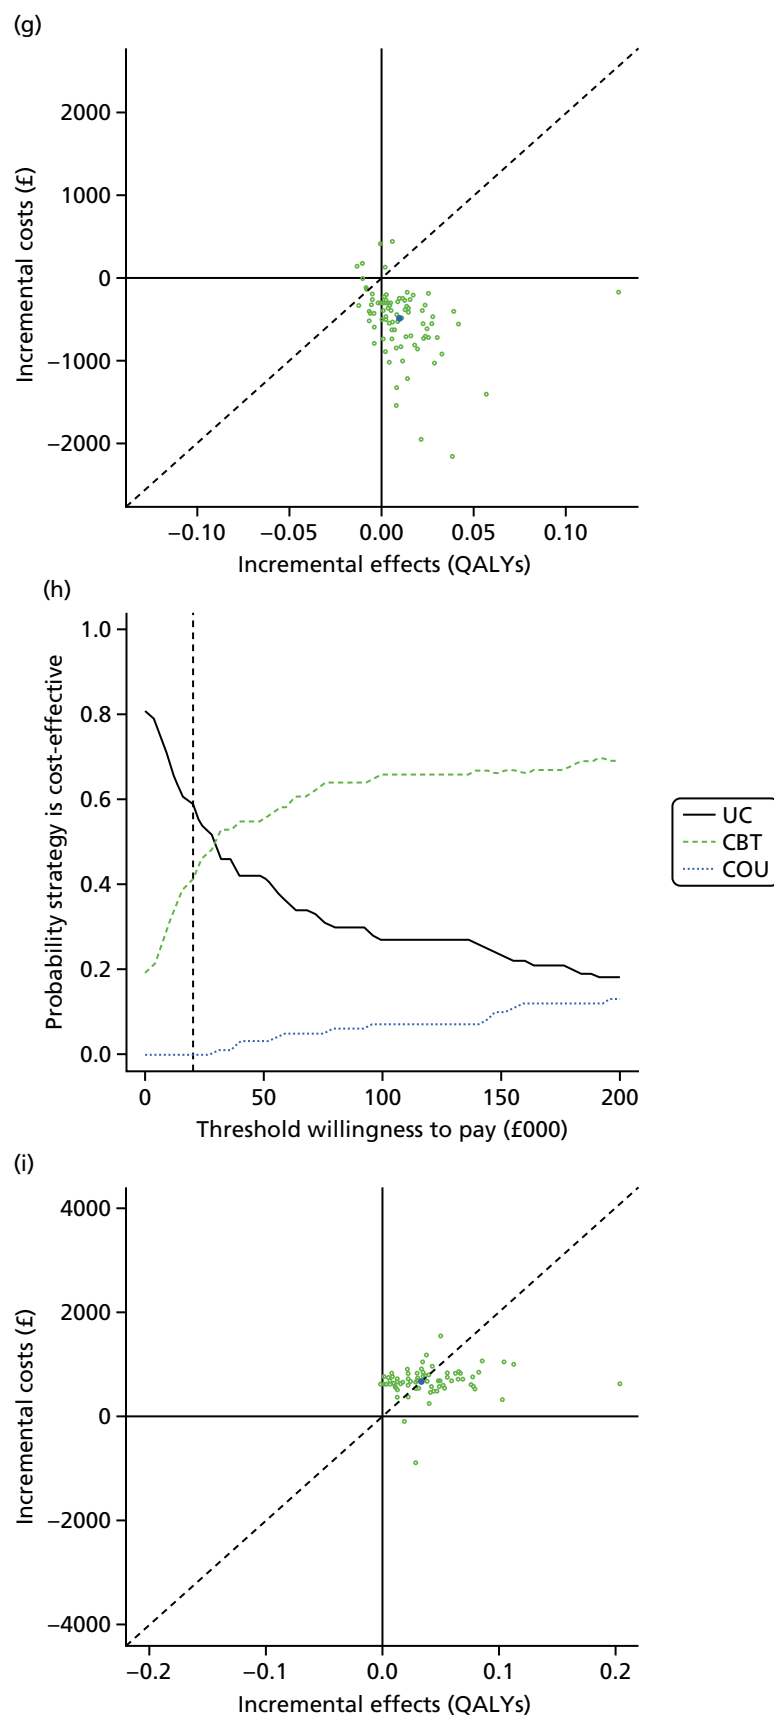 (g)
2000
1000
0
−1000
−2000
Incremental costs (£)
−0.10 −0.05 0.00 0.05 0.10
Incremental effects (QALYs)
(h)
1.0
0.8
0.6
0.4
0.2
0.0
Probability strategy is cost-effective
UC
CBT
COU
0 50 100 150 200
Threshold willingness to pay (£000)
(i)
4000
2000
0
−2000
−4000
Incremental costs (£)
−0.2 −0.1 0.0 0.1 0.2
Incremental effects (QALYs)